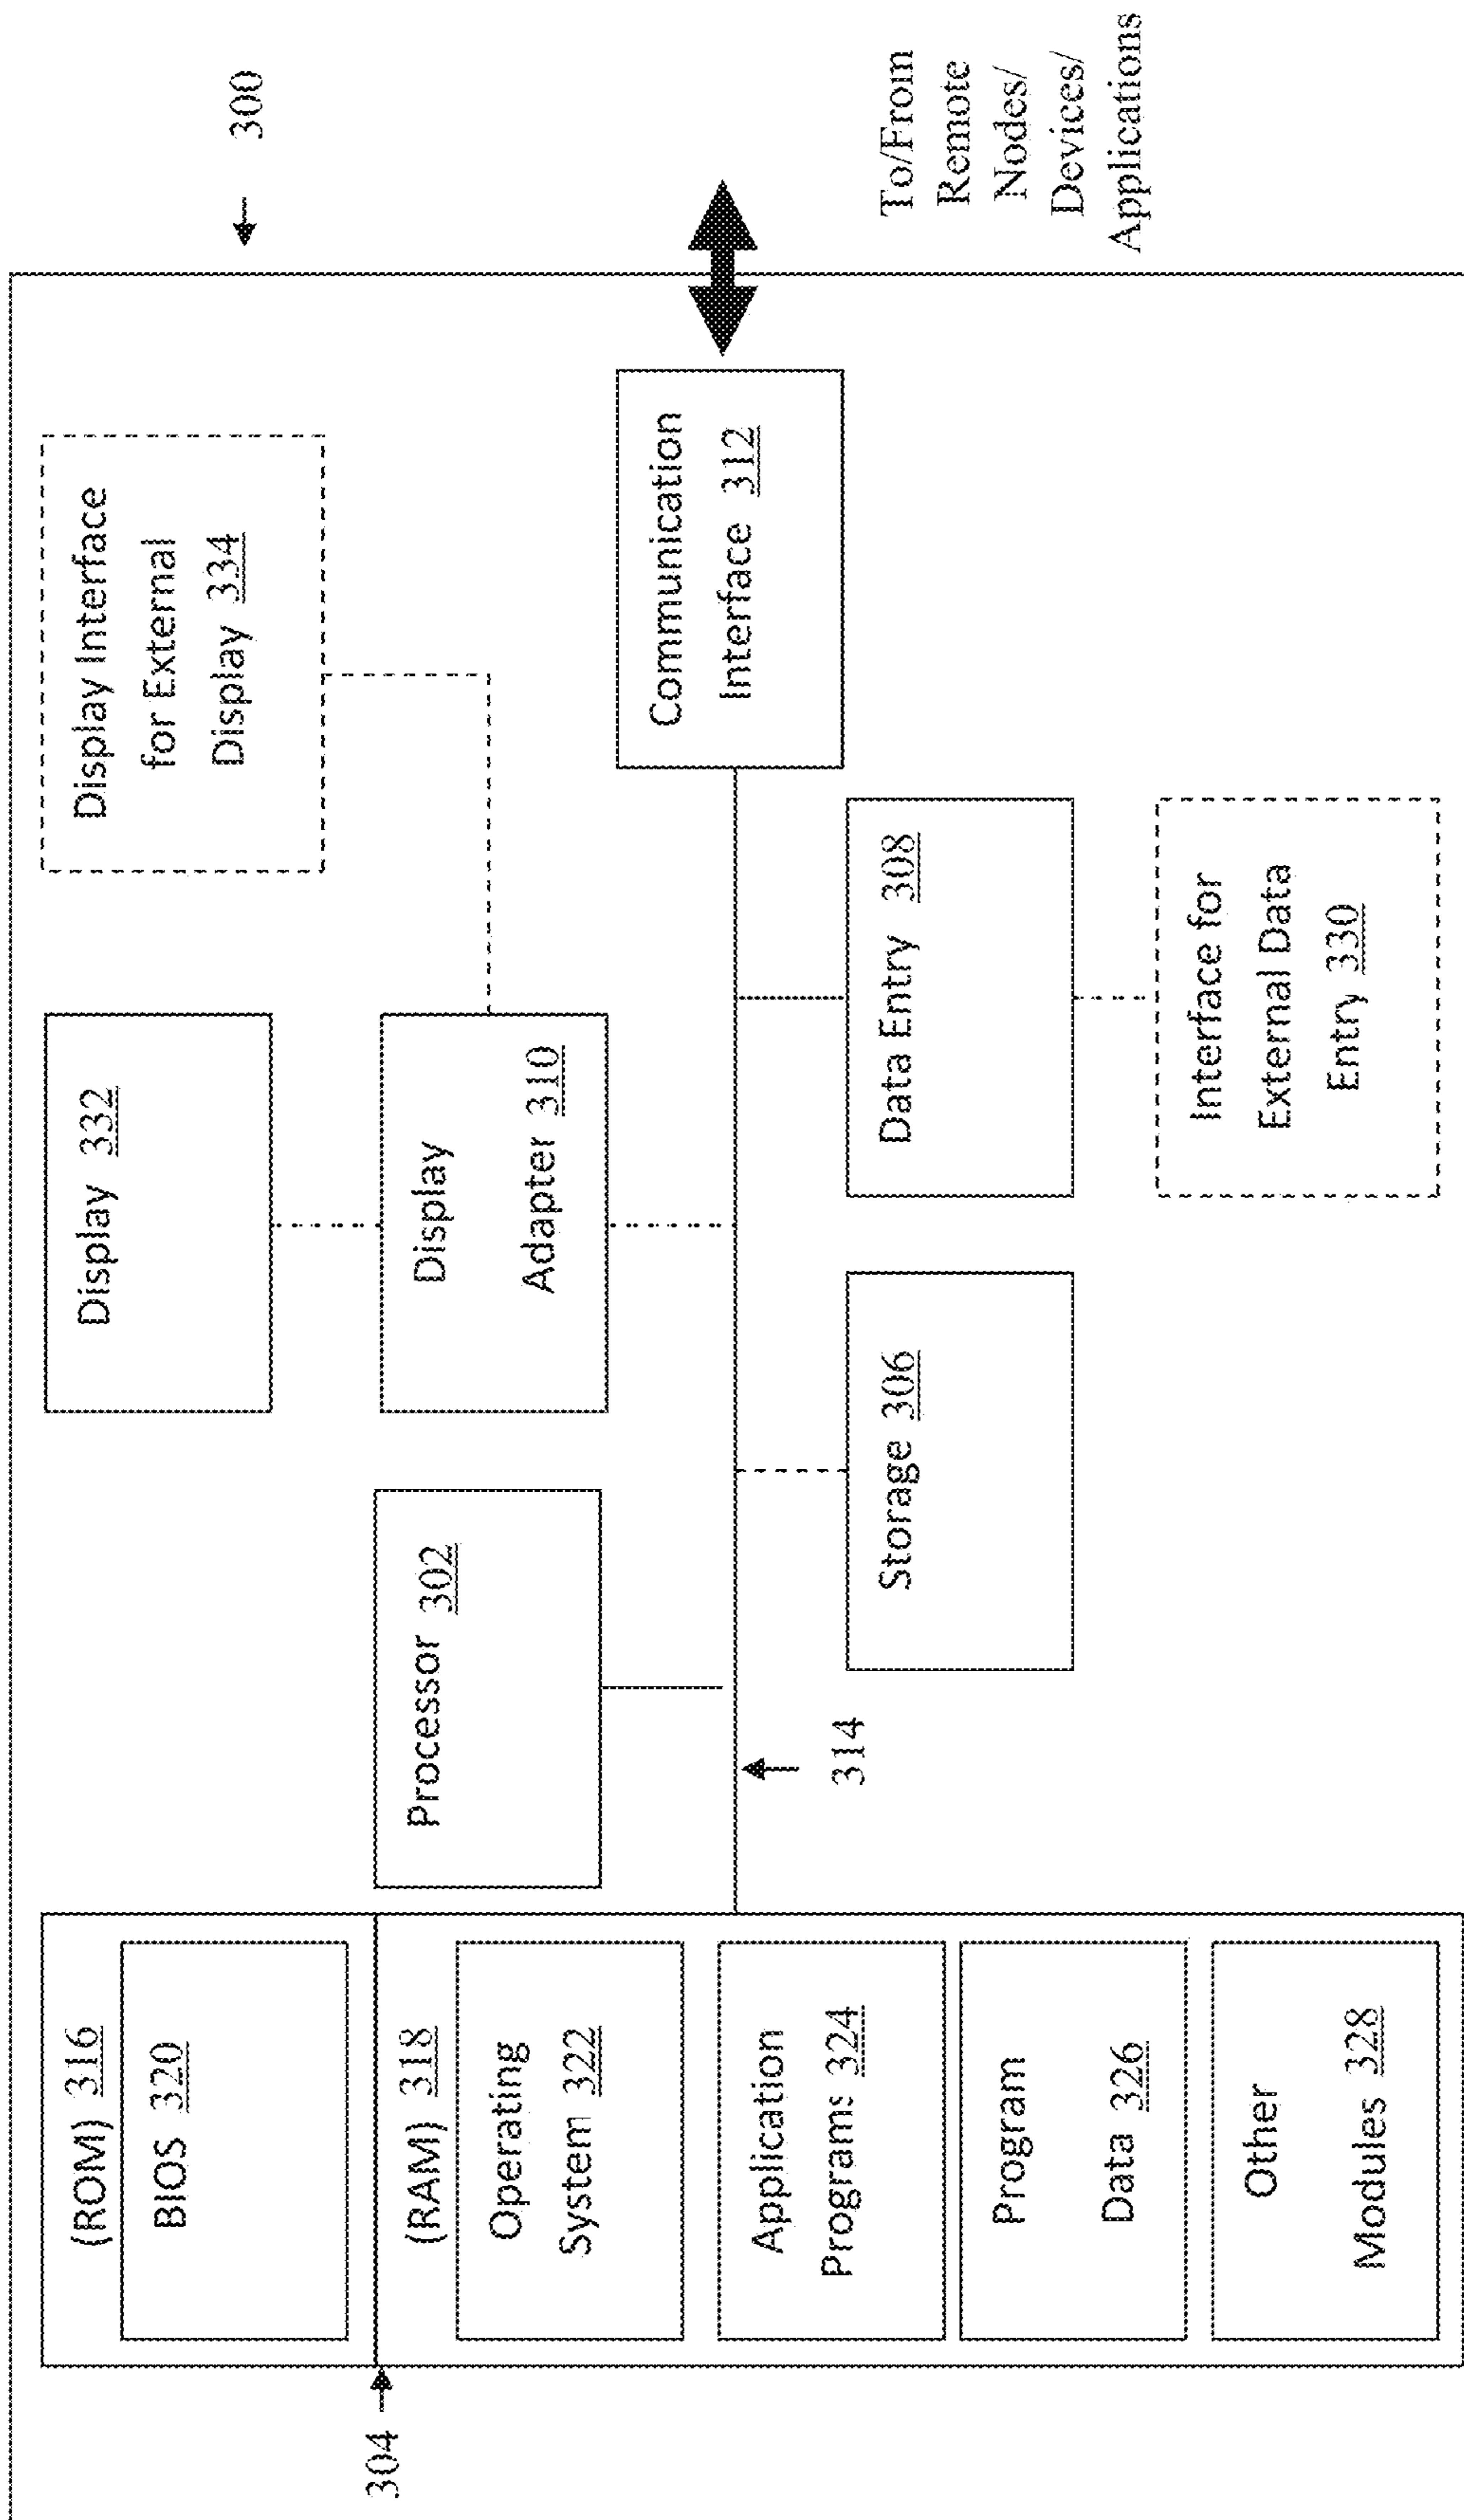 300
(ROM) 316
BIOS 320
304
(RAM) 318
Operating
System 322
Application
Programs 324
Program
Data 326
Other
Modules 328
Processor 302
314
Display 332
Display
Adapter 310
Storage 306
Display Interface
for External
Display 334
Data Entry 308
Interface for
External Data
Entry 330
Communication
Interface 312
To/From
Remote
Nodes/
Devices/
Applications